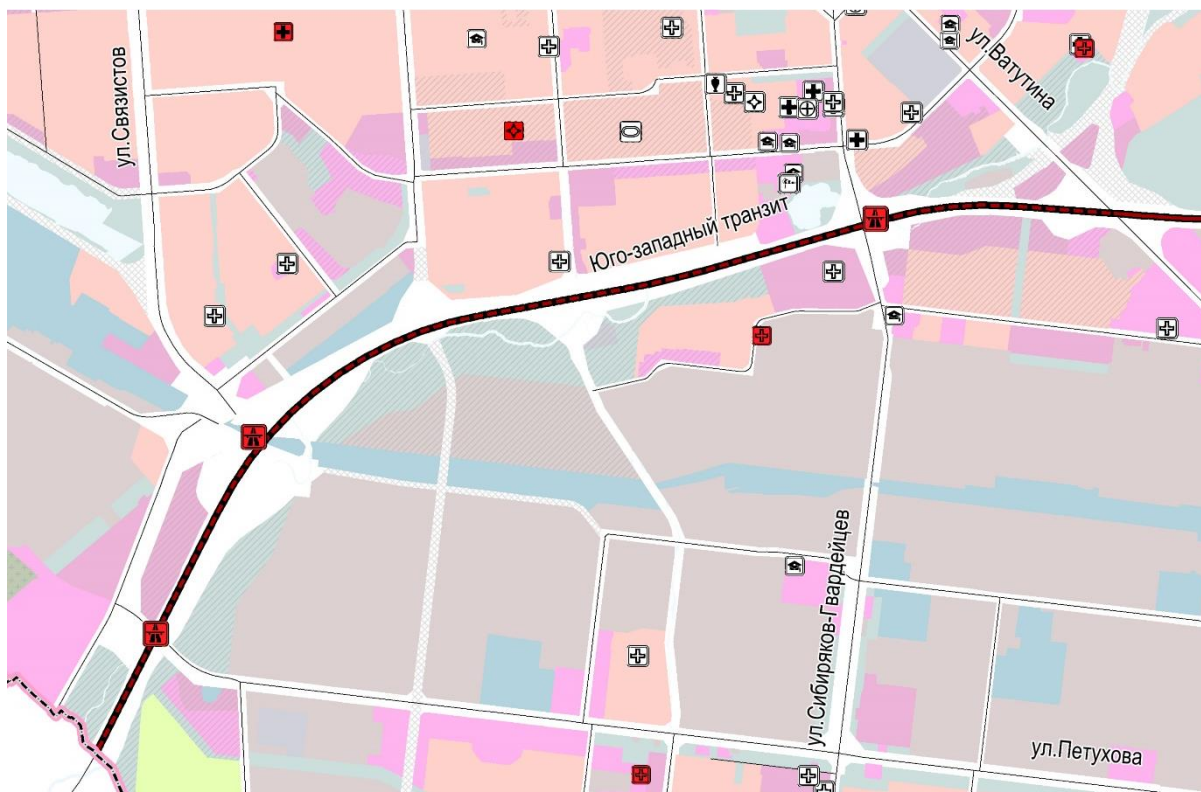 ул.Связистов
ул.Ватутина
Юго-западный транзит
ул.Сибиряков-Гвардейцев
ул.Петухова